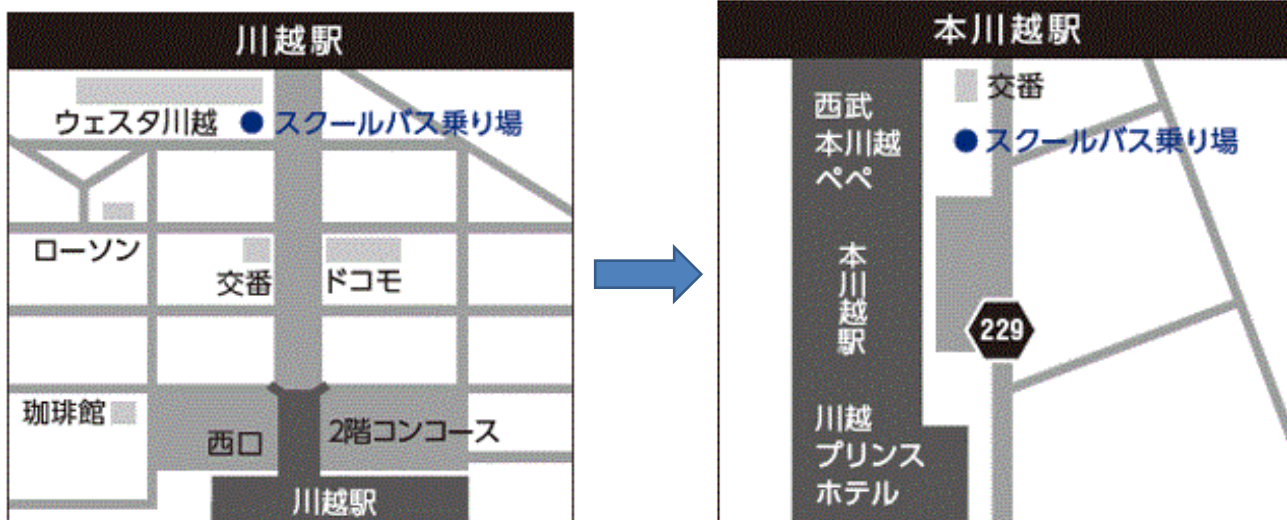 川越駅
ウェスタ川越
スクールバス乗り場
ローソン
交番
ドコモ
珈琲館
西口
2階コンコース
川越駅
本川越駅
交番
西武
本川越
ペペ
スクールバス乗り場
本川越駅
229
川越
プリンス
ホテル